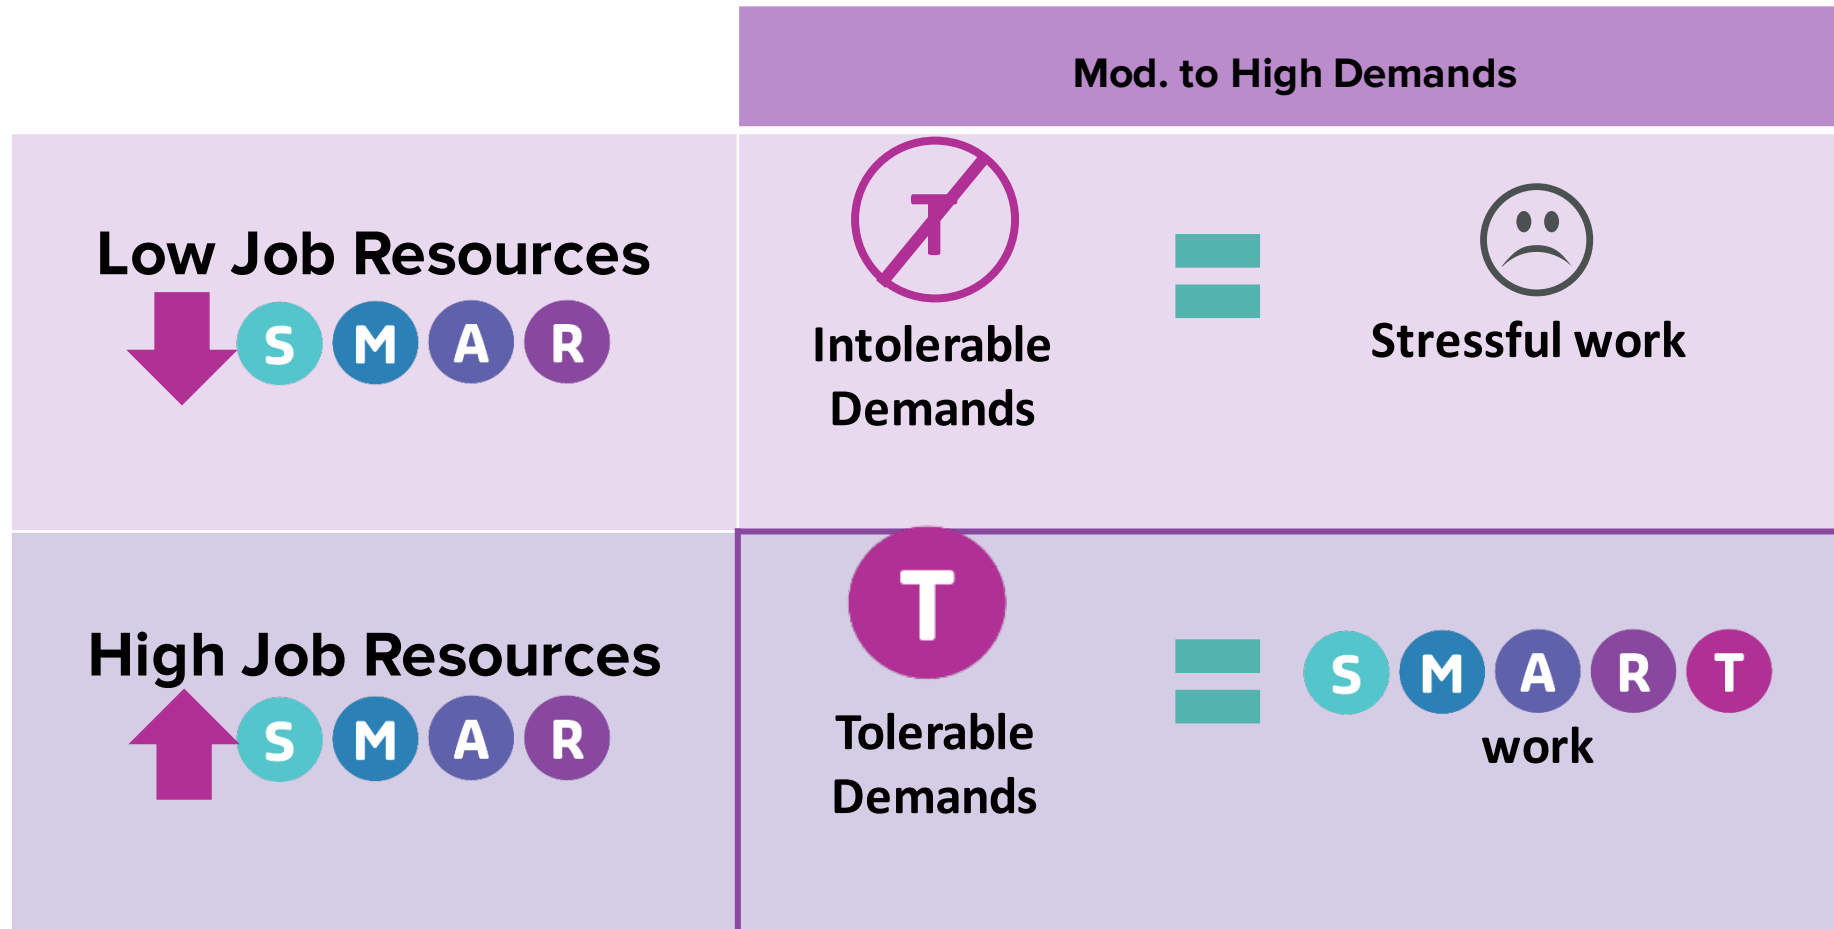 Mod. to High Demands
Low Job Resources
S M A R
T
Intolerable
Demands
Stressful work
High Job Resources
S M A R
T
Tolerable
Demands
S M A R T
work